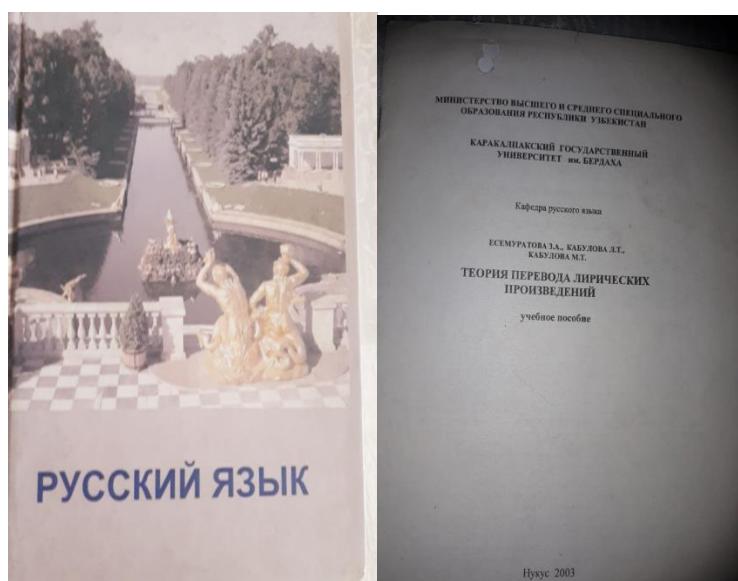 РУССКИЙ ЯЗЫК
МИНИСТЕРСТВО ВЫСШЕГО И СРЕДНЕГО СПЕЦИАЛЬНОГО
ОБРАЗОВАНИЯ РЕСПУБЛИКИ УЗБЕКИСТАН
КАРАКАЛПАКСКИЙ ГОСУДАРСТВЕННЫЙ
УНИВЕРСИТЕТ им. БЕРДАХА
Кафедра русского языка
ЕСЕМУРАТОВА З.А., КАБУЛОВА Л.Т.,
КАБУЛОВА М.Т.
ТЕОРИЯ ПЕРЕВОДА ЛИРИЧЕСКИХ
ПРОИЗВЕДЕНИЙ
учебное пособие
Нукус 2003